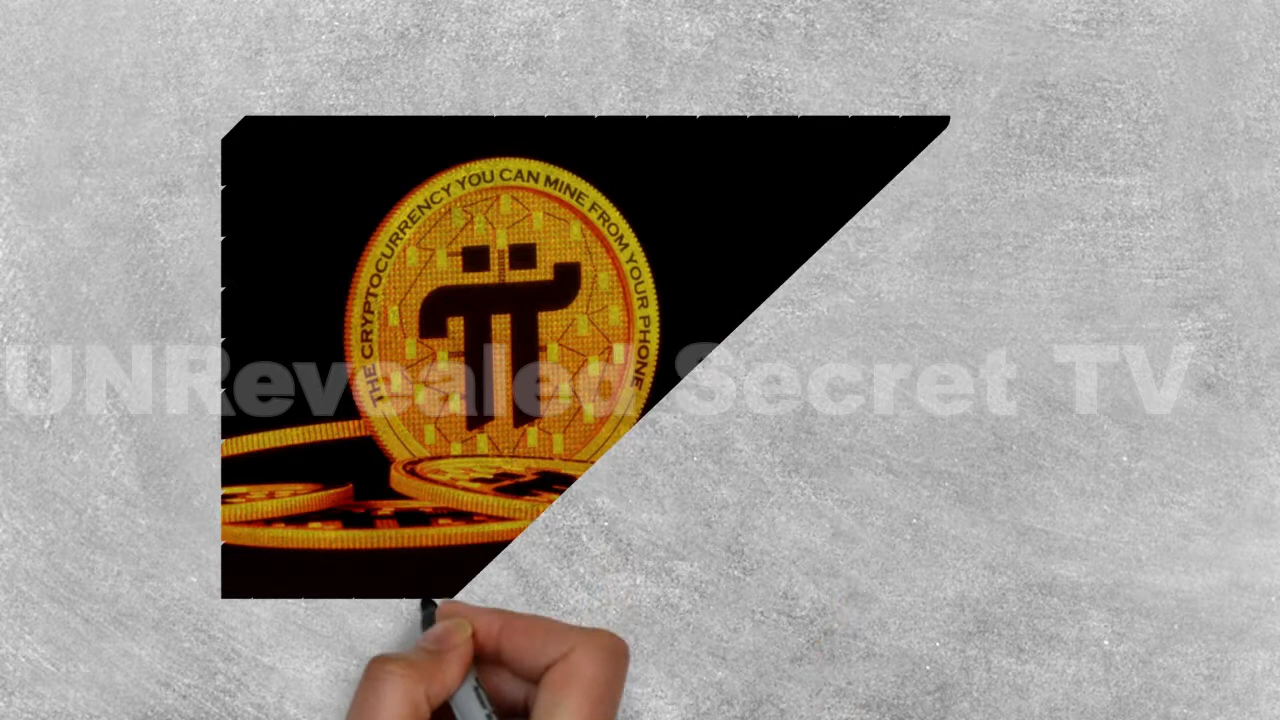 THE CRYPTOCURRENCY YOU CAN MINE FROM YOUR PHONE
UNRevealed Secret TV